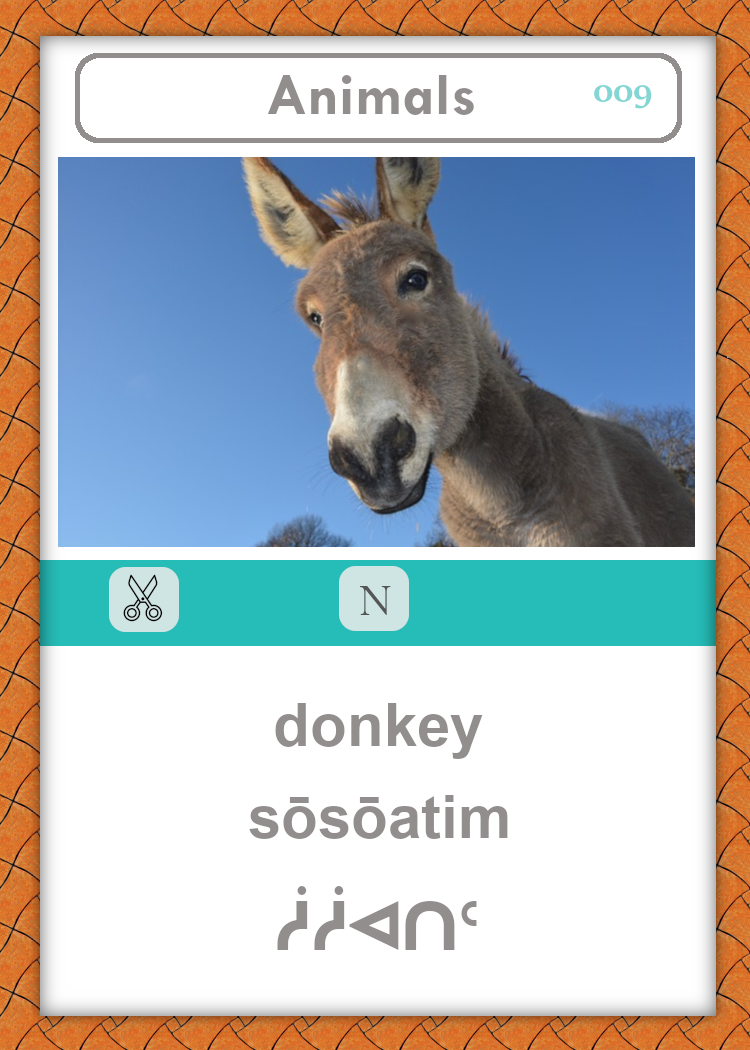 Animals
009
N
donkey
sōsōatim
ᓲᓲᐊᑎᒼ